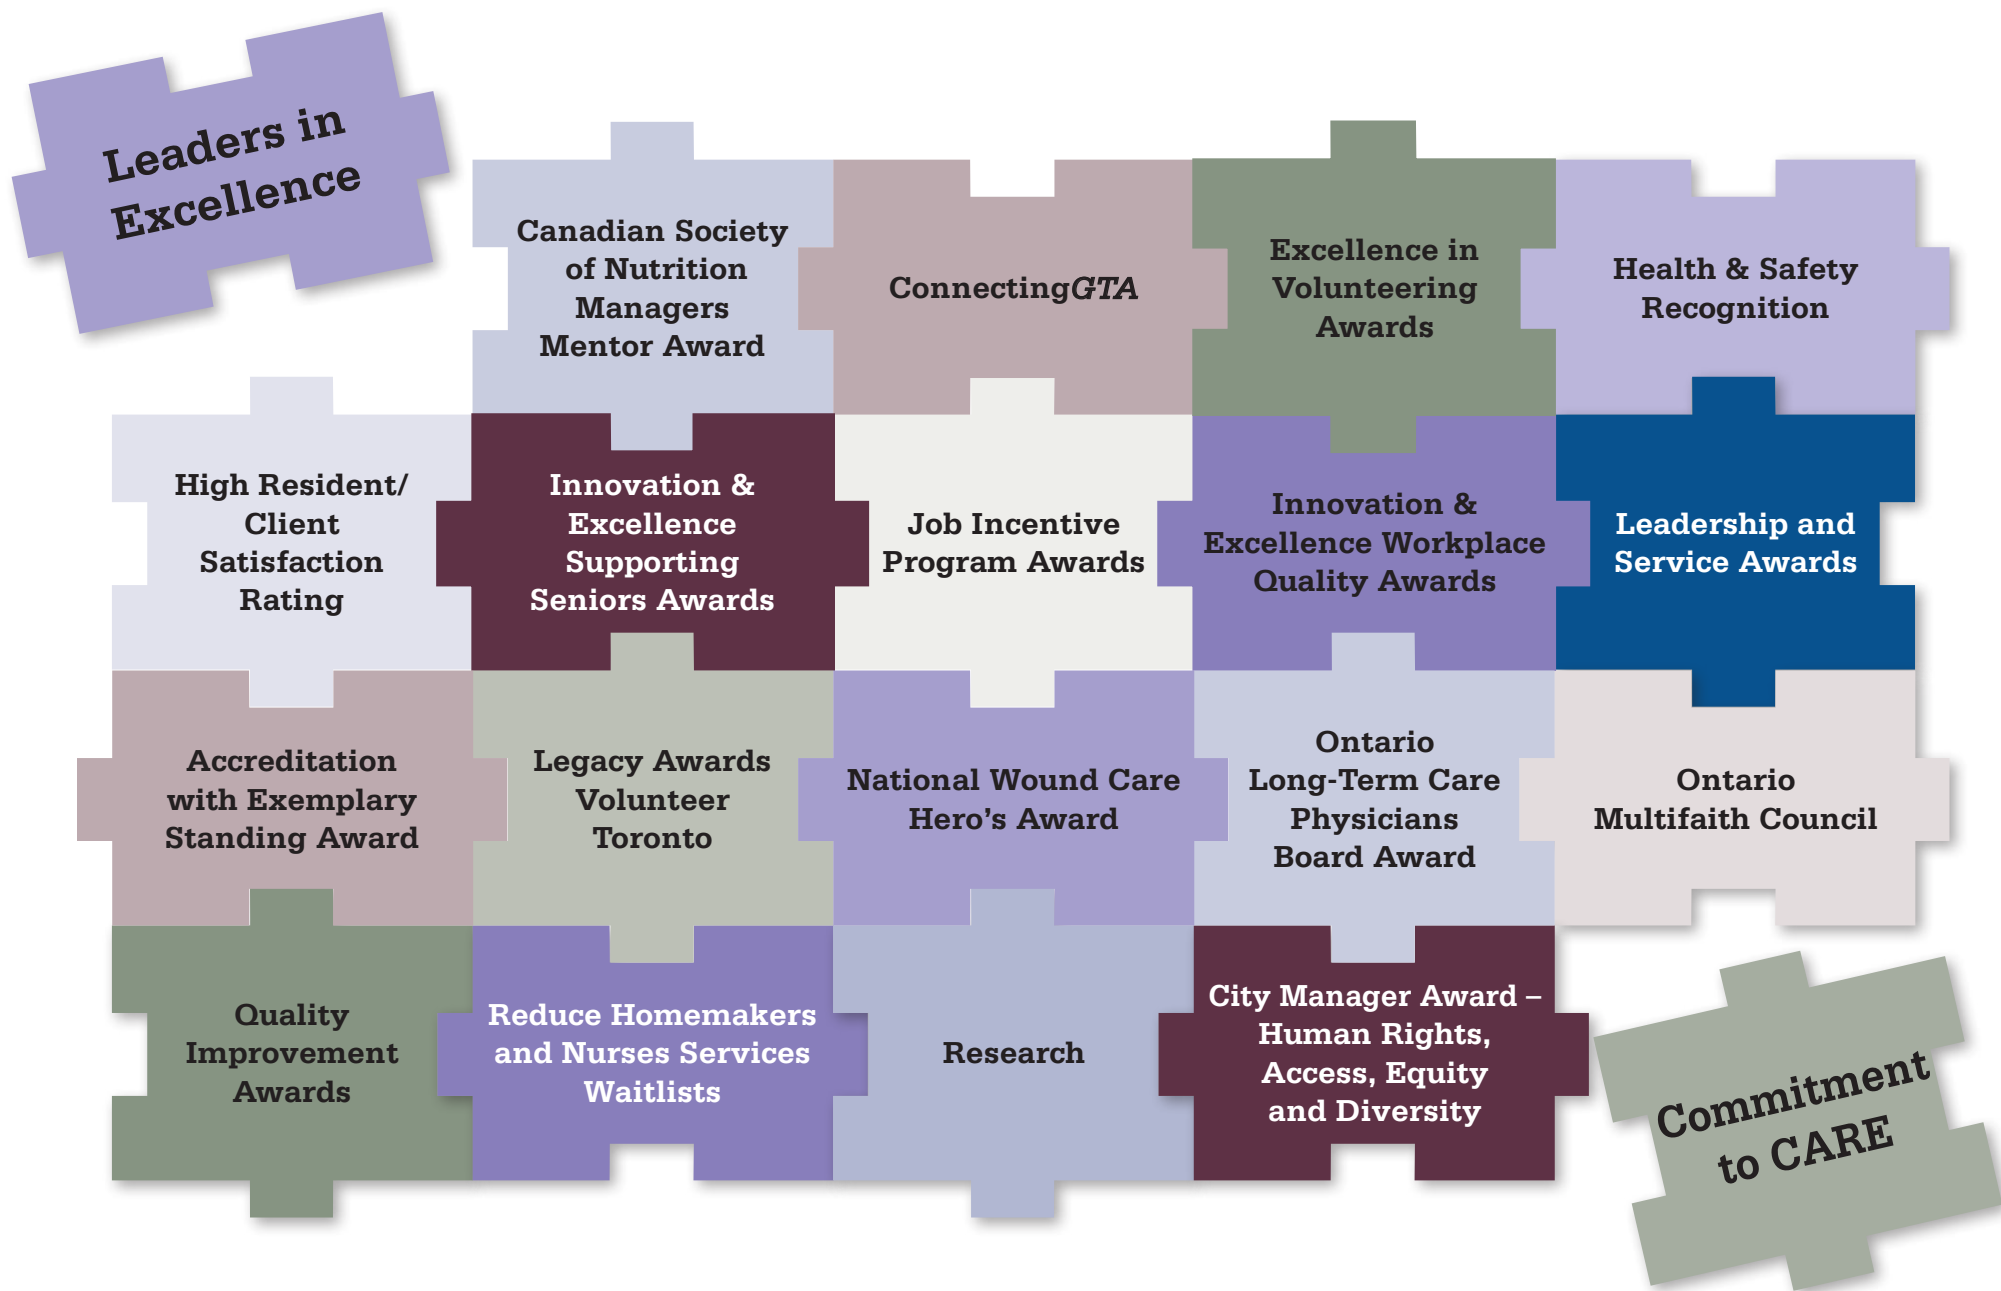 Leaders in
Excellence
Canadian Society
of Nutrition
Managers
Mentor Award
ConnectingGTA
Excellence in
Volunteering
Awards
Health & Safety
Recognition
High Resident/
Client
Satisfaction
Rating
Innovation &
Excellence
Supporting
Seniors Awards
Job Incentive
Program Awards
Innovation &
Excellence Workplace
Quality Awards
Leadership and
Service Awards
Accreditation
with Exemplary
Standing Award
Legacy Awards
Volunteer
Toronto
National Wound Care
Hero’s Award
Ontario
Long-Term Care
Physicians
Board Award
Ontario
Multifaith Council
Quality
Improvement
Awards
Reduce Homemakers
and Nurses Services
Waitlists
Research
City Manager Award –
Human Rights,
Access, Equity
and Diversity
Commitment
to CARE